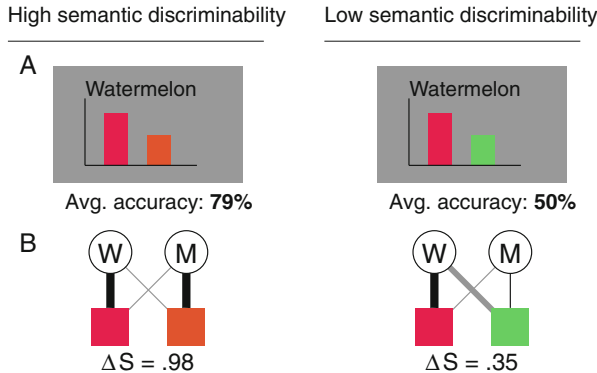 High semantic discriminability
Low semantic discriminability
A
Watermelon
Watermelon
Avg. accuracy: 79%
Avg. accuracy: 50%
B
W M
W M
ΔS = .98
ΔS = .35